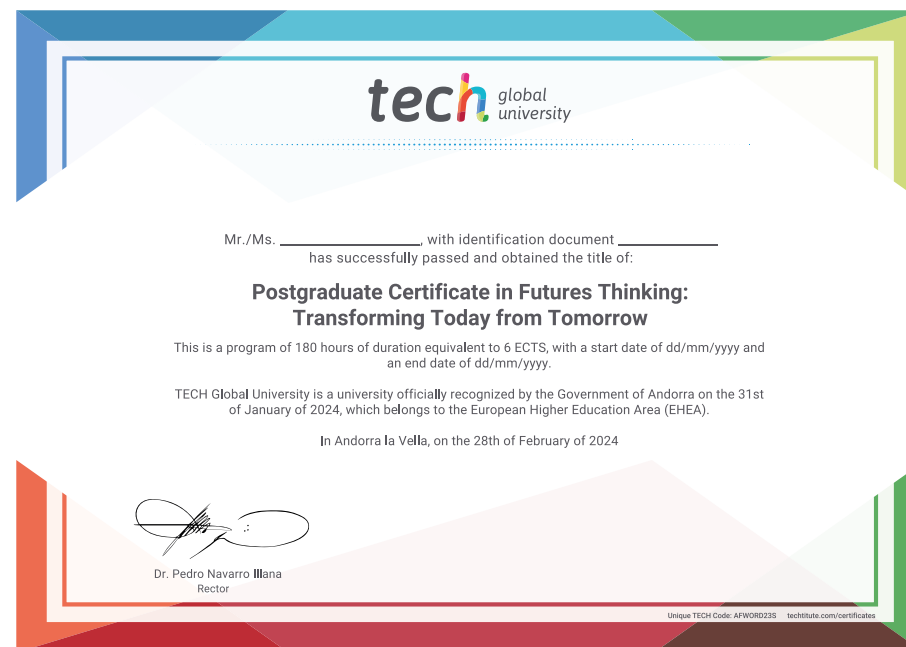 tech global university
Mr./Ms. ____________, with identification document ____________
has successfully passed and obtained the title of:
Postgraduate Certificate in Futures Thinking:
Transforming Today from Tomorrow
This is a program of 180 hours of duration equivalent to 6 ECTS, with a start date of dd/mm/yyyy and
an end date of dd/mm/yyyy.
TECH Global University is a university officially recognized by the Government of Andorra on the 31st
of January of 2024, which belongs to the European Higher Education Area (EHEA).
In Andorra la Vella, on the 28th of February of 2024
Dr. Pedro Navarro Illana
Rector
Unique TECH Code: AFWORD23S techtitute.com/certificates